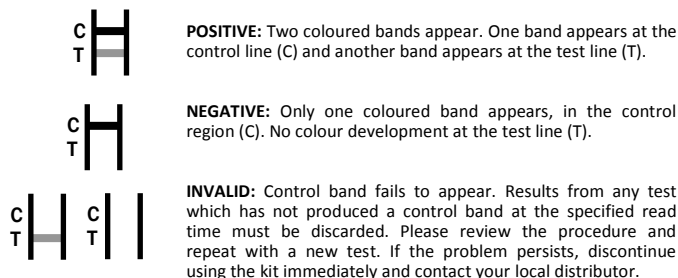 C
T
POSITIVE: Two coloured bands appear. One band appears at the
control line (C) and another band appears at the test line (T).
C
T
NEGATIVE: Only one coloured band appears, in the control
region (C). No colour development at the test line (T).
C
T
C
T
INVALID: Control band fails to appear. Results from any test
which has not produced a control band at the specified read
time must be discarded. Please review the procedure and
repeat with a new test. If the problem persists, discontinue
using the kit immediately and contact your local distributor.